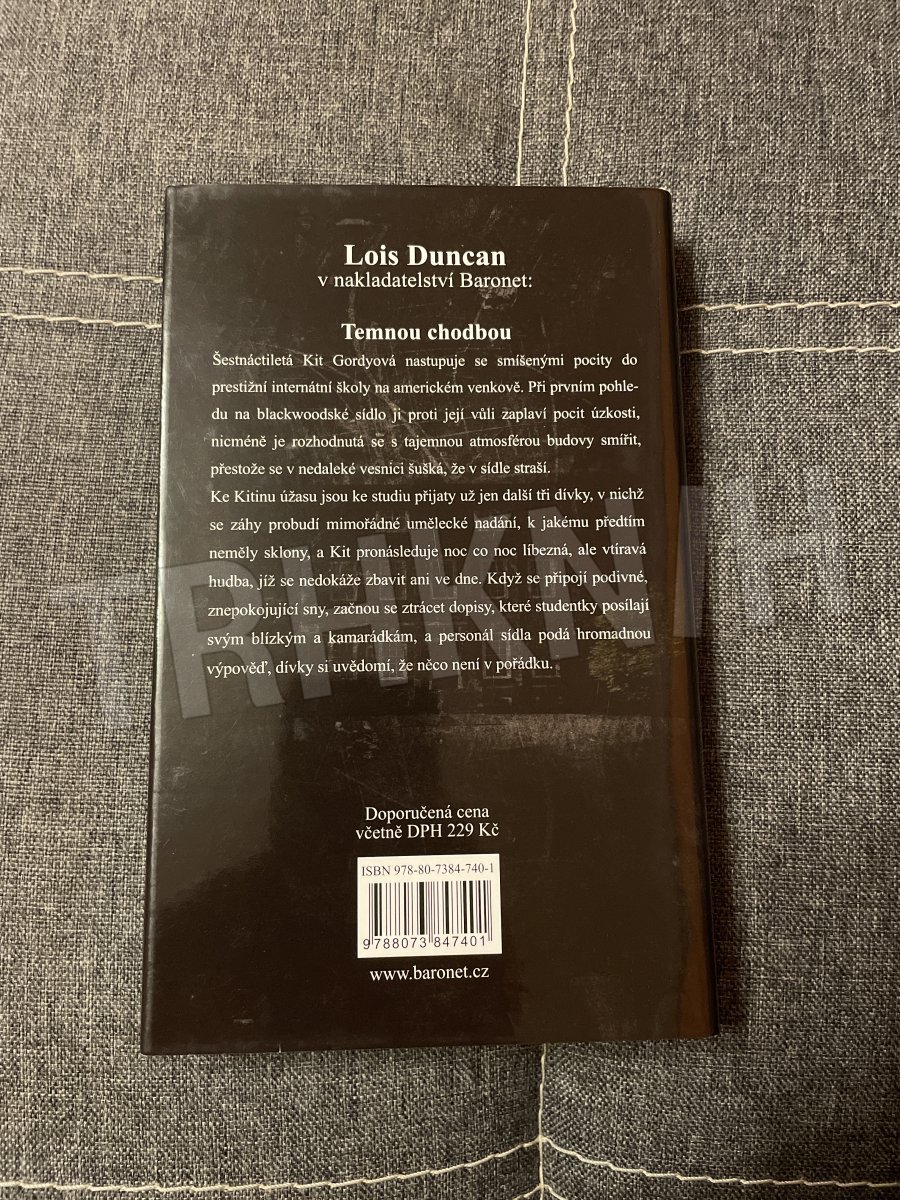 Lois Duncan
v nakladatelství Baronet:
Temnou chodbou
Šestnáctiletá Kit Gordyová nastupuje se smíšenými pocity do
prestižní internátní školy na americkém venkově. Při prvním pohle-
du na blackwoodské sídlo ji proti její vůli zaplaví pocit úzkosti,
nicméně je rozhodnutá se s tajemnou atmosférou budovy smířit,
přestože se v nedaleké vesnici šušká, že v sídle straší.
Ke Kitinu úžasu jsou ke studiu přijaty už jen další tři dívky, v nichž
se záhy probudí mimořádné umělecké nadání, k jakému předtím
neměly sklony, a Kit pronásleduje noc co noc líbezná, ale vtíravá
hudba, jíž se nedokáže zbavit ani ve dne. Když se připojí podivné,
znepokojující sny, začnou se ztrácet dopisy, které studentky posílají
svým blízkým a kamarádkám, a personál sídla podá hromadnou
výpověď, dívky si uvědomí, že něco není v pořádku.
TRHKNIH
Doporučená cena
včetně DPH 229 Kč
ISBN 978-80-7384-740-1
9788073 847401
www.baronet.cz